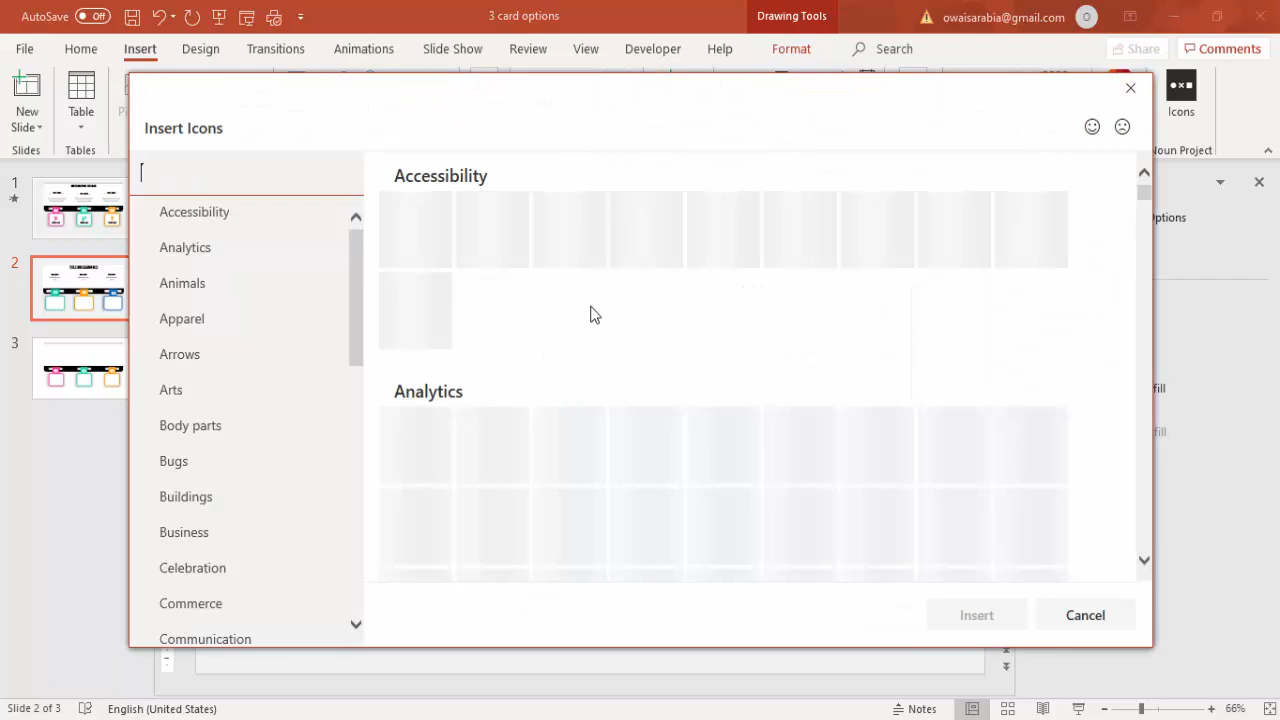 AutoSave Off
3 card options
Drawing Tools
owaisarabia@gmail.com
O
File Home Insert Design Transitions Animations Slide Show Review View Developer Help Format Search Share Comments
New Slide
Table
Icons
Slides
Tables
Noun Project
Insert Icons
Accessibility
Analytics
Animals
Apparel
Arrows
Arts
Body parts
Bugs
Buildings
Business
Celebration
Commerce
Communication
Accessibility
Analytics
Insert
Cancel
1
2
3
Options
fill
fill
Slide 2 of 3
English (United States)
Notes
66%